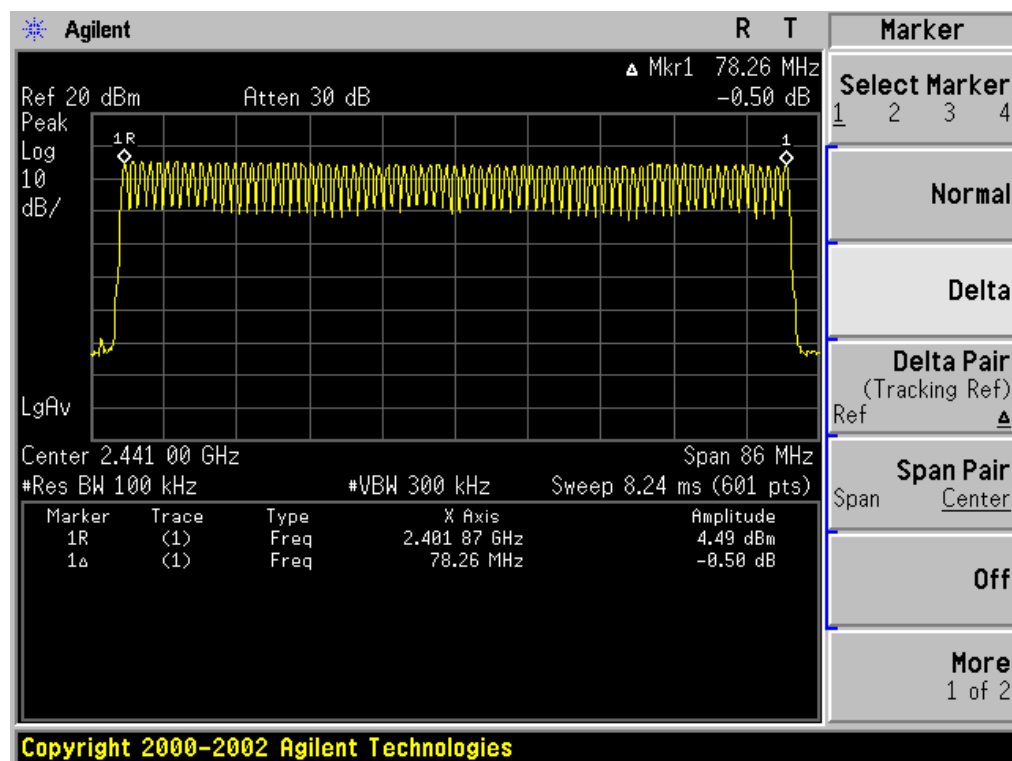 Agilent R T Marker
Δ Mkr1 78.26 MHz
Ref 20 dBm Atten 30 dB -0.50 dB
Peak
Log
10
dB/
1R
1
LgAv
Center 2.441 00 GHz Span 86 MHz
#Res BW 100 kHz #VBW 300 kHz Sweep 8.24 ms (601 pts)
Marker Trace Type X Axis Amplitude
1R (1) Freq 2.401 87 GHz 4.49 dBm
1Δ (1) Freq 78.26 MHz -0.50 dB
Select Marker
1 2 3 4
Normal
Delta
Delta Pair
(Tracking Ref)
Ref Δ
Span Pair
Span Center
Off
More
1 of 2
Copyright 2000-2002 Agilent Technologies